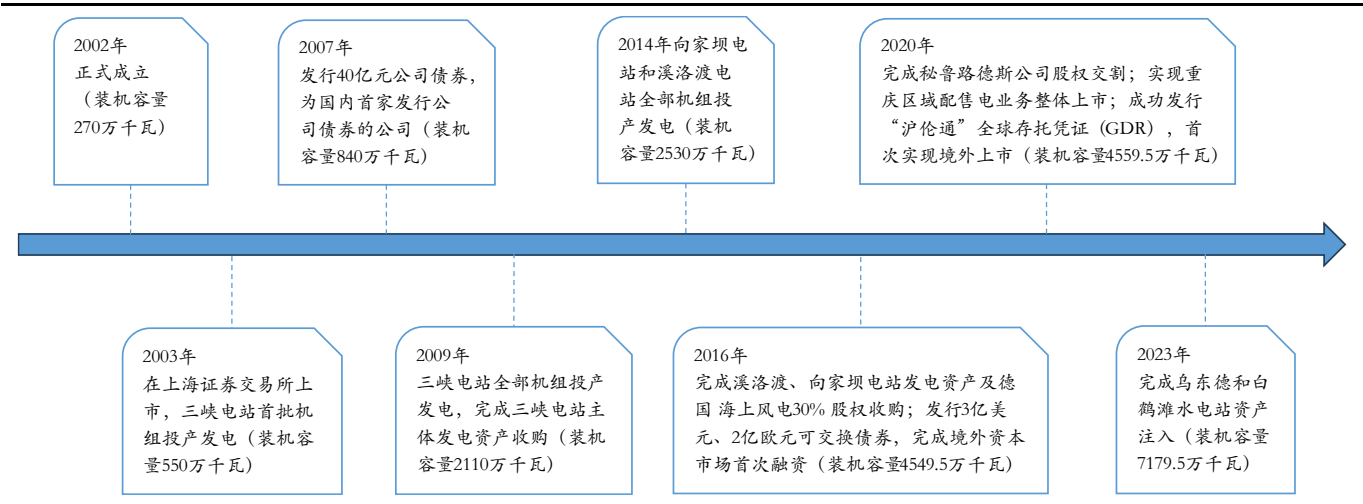 2002年
正式成立
（装机容量
270万千瓦）
2007年
发行40亿元公司债券，
为国内首家发行公
司债券的公司（装机
容量840万千瓦）
2014年向家坝电
站和溪洛渡电
站全部机组投
产发电（装机
容量2530万千瓦）
2020年
完成秘鲁路德斯公司股权交割；实现重
庆区域配售电业务整体上市；成功发行
“沪伦通”全球存托凭证 (GDR) ，首
次实现境外上市（装机容量4559.5万千瓦）
2003年
在上海证券交易所上
市，三峡电站首批机
组投产发电（装机容
量550万千瓦）
2009年
三峡电站全部机组投产
发电，完成三峡电站主
体发电资产收购（装机
容量2110万千瓦）
2016年
完成溪洛渡、向家坝电站发电资产及德
国 海上风电30% 股权收购；发行3亿美
元、2亿欧元可交换债券，完成境外资本
市场首次融资（装机容量4549.5万千瓦）
2023年
完成乌东德和白
鹤滩水电站资产
注入（装机容量
7179.5万千瓦）